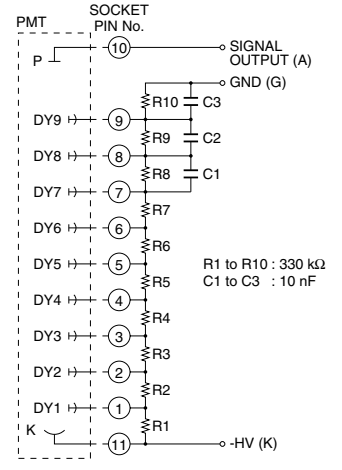 SOCKET
PMT
PIN No.
10
SIGNAL
OUTPUT (A)
P
GND (G)
R10
C3
DY9
9
R9
C2
DY8
8
R8
C1
DY7
7
R7
DY6
6
R6
DY5
5
R1 to R10 : 330 kΩ
R5
C1 to C3 : 10 nF
DY4
4
R4
DY3
3
R3
DY2
2
R2
DY1
1
R1
K
11
-HV (K)